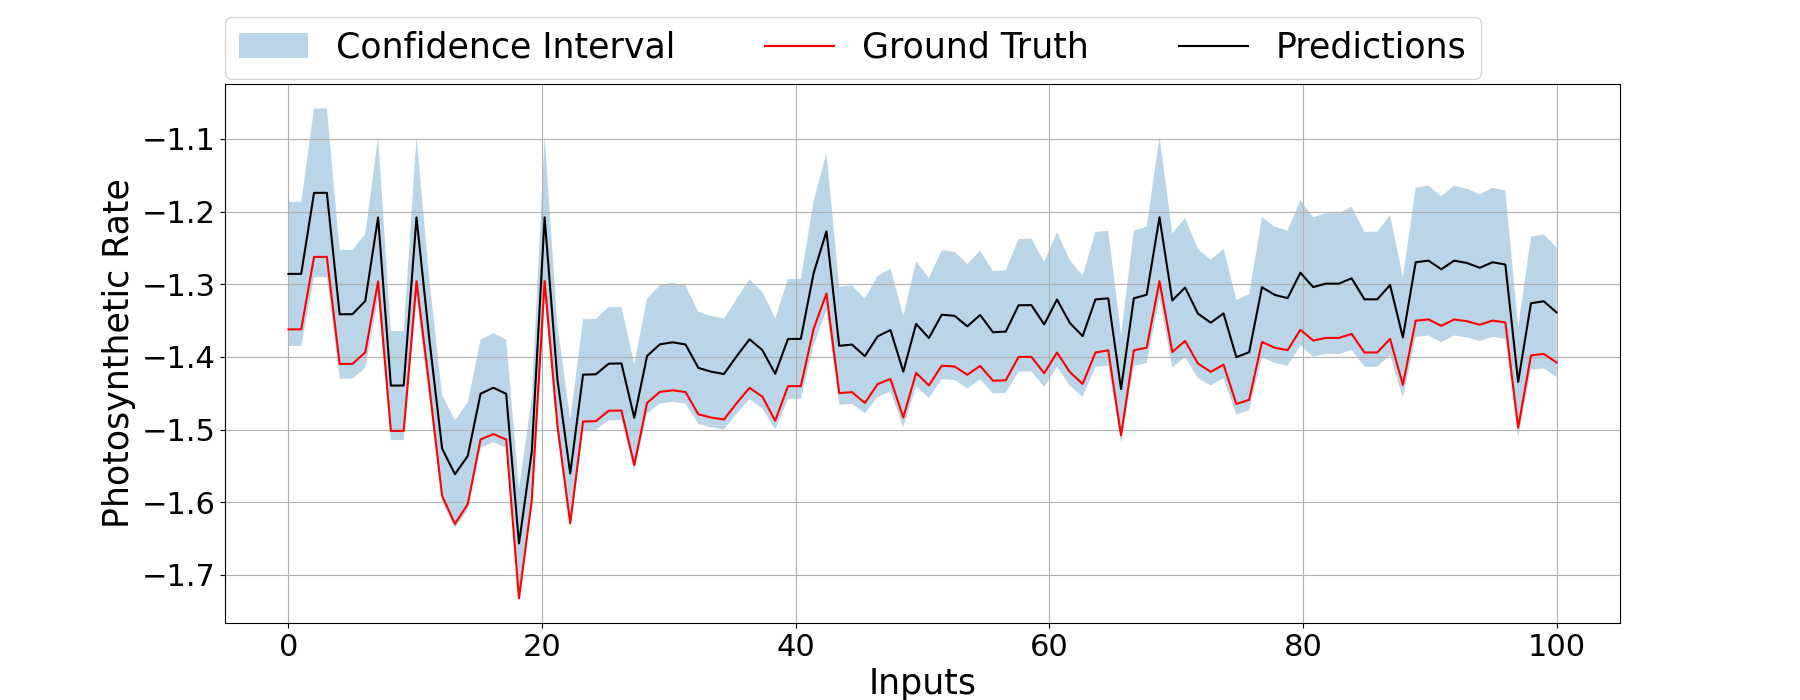 Confidence Interval Ground Truth Predictions
Photosynthetic Rate
−1.1
−1.2
−1.3
−1.4
−1.5
−1.6
−1.7
0 20 40 60 80 100
Inputs